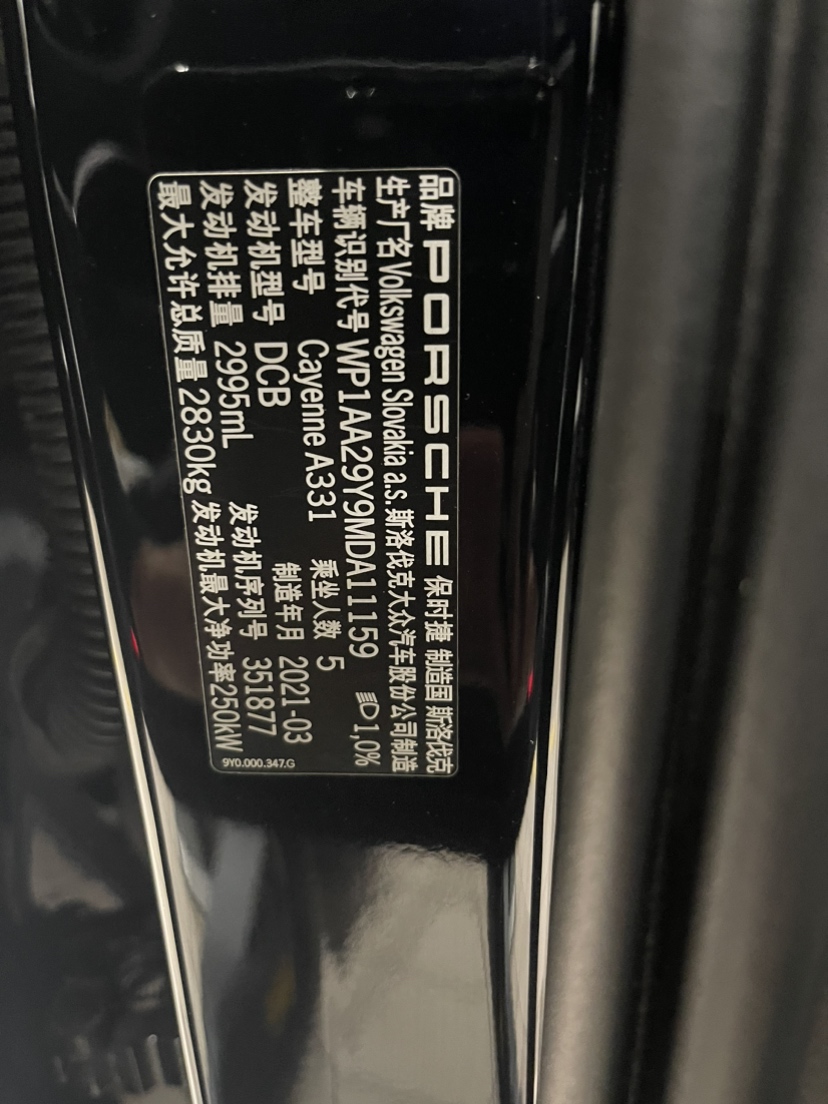 品牌 PORSCHE 保时捷 制造国 斯洛伐克
生产厂名 Volkswagen Slovakia a.s. 斯洛伐克大众汽车股份公司制造
车辆识别代号 WP1AA29Y9MDA11159 1,0%
整车型号 Cayenne A331 乘坐人数 5
发动机型号 DCB 制造年月 2021-03
发动机排量 2995mL 发动机序列号 351877
最大允许总质量 2830kg 发动机最大净功率 250kW
9Y0.000.347.G